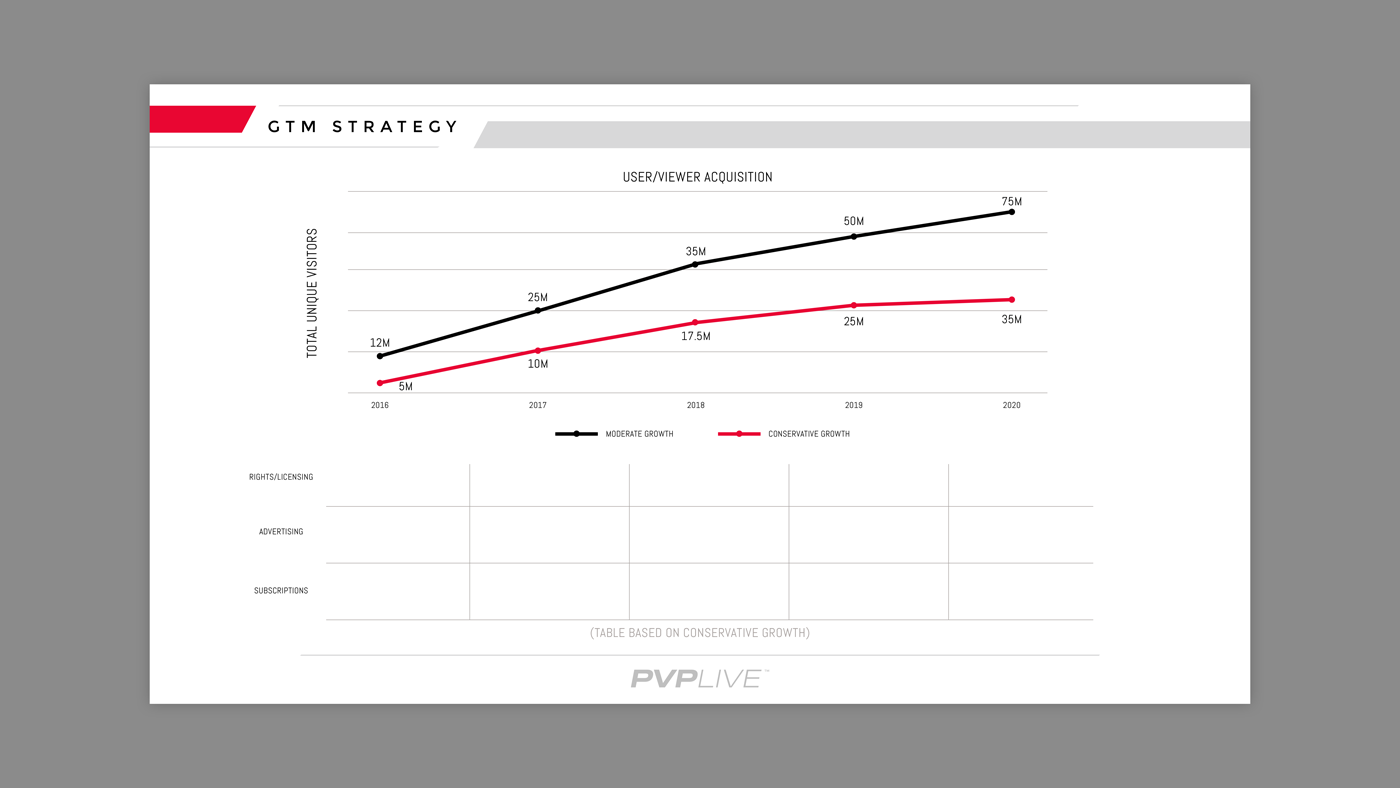 GTM STRATEGY
USER/VIEWER ACQUISITION
TOTAL UNIQUE VISITORS
75M
50M
35M
25M
12M
35M
25M
17.5M
10M
5M
2016 2017 2018 2019 2020
MODERATE GROWTH CONSERVATIVE GROWTH
RIGHTS/LICENSING
ADVERTISING
SUBSCRIPTIONS
(TABLE BASED ON CONSERVATIVE GROWTH)
PVPLIVE™